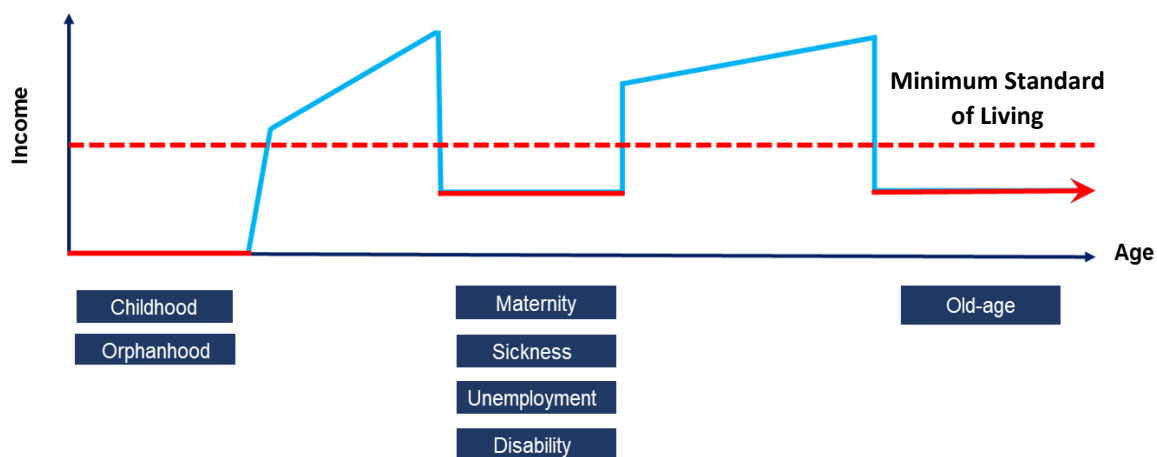 Minimum Standard
of Living
Income
Age
Childhood
Orphanhood
Maternity
Sickness
Unemployment
Disability
Old-age